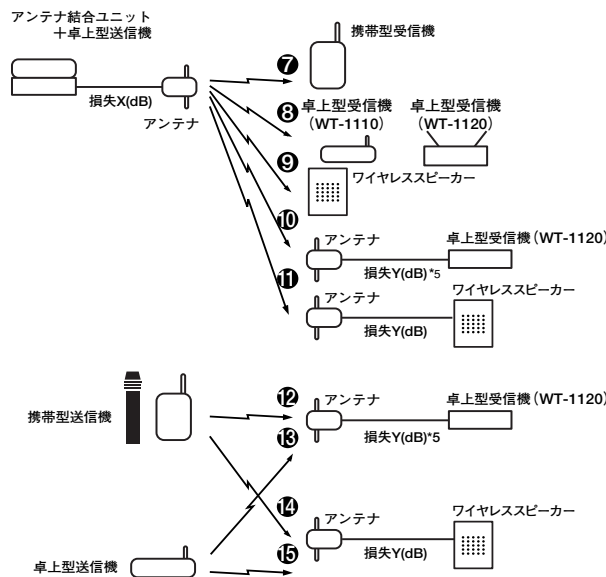 アンテナ結合ユニット
＋卓上型送信機
損失X(dB)
アンテナ
❼
携帯型受信機
❽
卓上型受信機
(WT-1110)
卓上型受信機
(WT-1120)
❾
ワイヤレススピーカー
❿
アンテナ
卓上型受信機(WT-1120)
損失Y(dB)*5
⓫
アンテナ
ワイヤレススピーカー
損失Y(dB)
携帯型送信機
⓬
アンテナ
卓上型受信機(WT-1120)
⓭
損失Y(dB)*5
⓮
アンテナ
ワイヤレススピーカー
⓯
損失Y(dB)
卓上型送信機